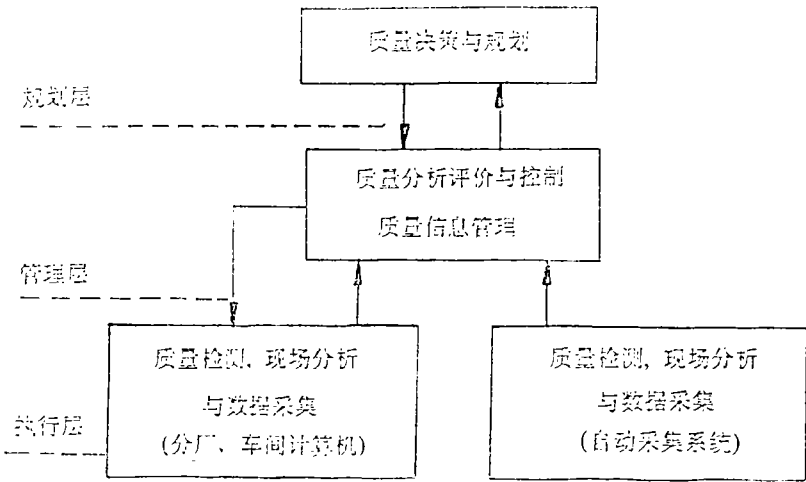 质量决策与规划
规划层
质量分析评价与控制
质量信息管理
管理层
质量检测、现场分析
与数据采集
(分厂、车间计算机)
质量检测，现场分析
与数据采集
(自动采集系统)
执行层